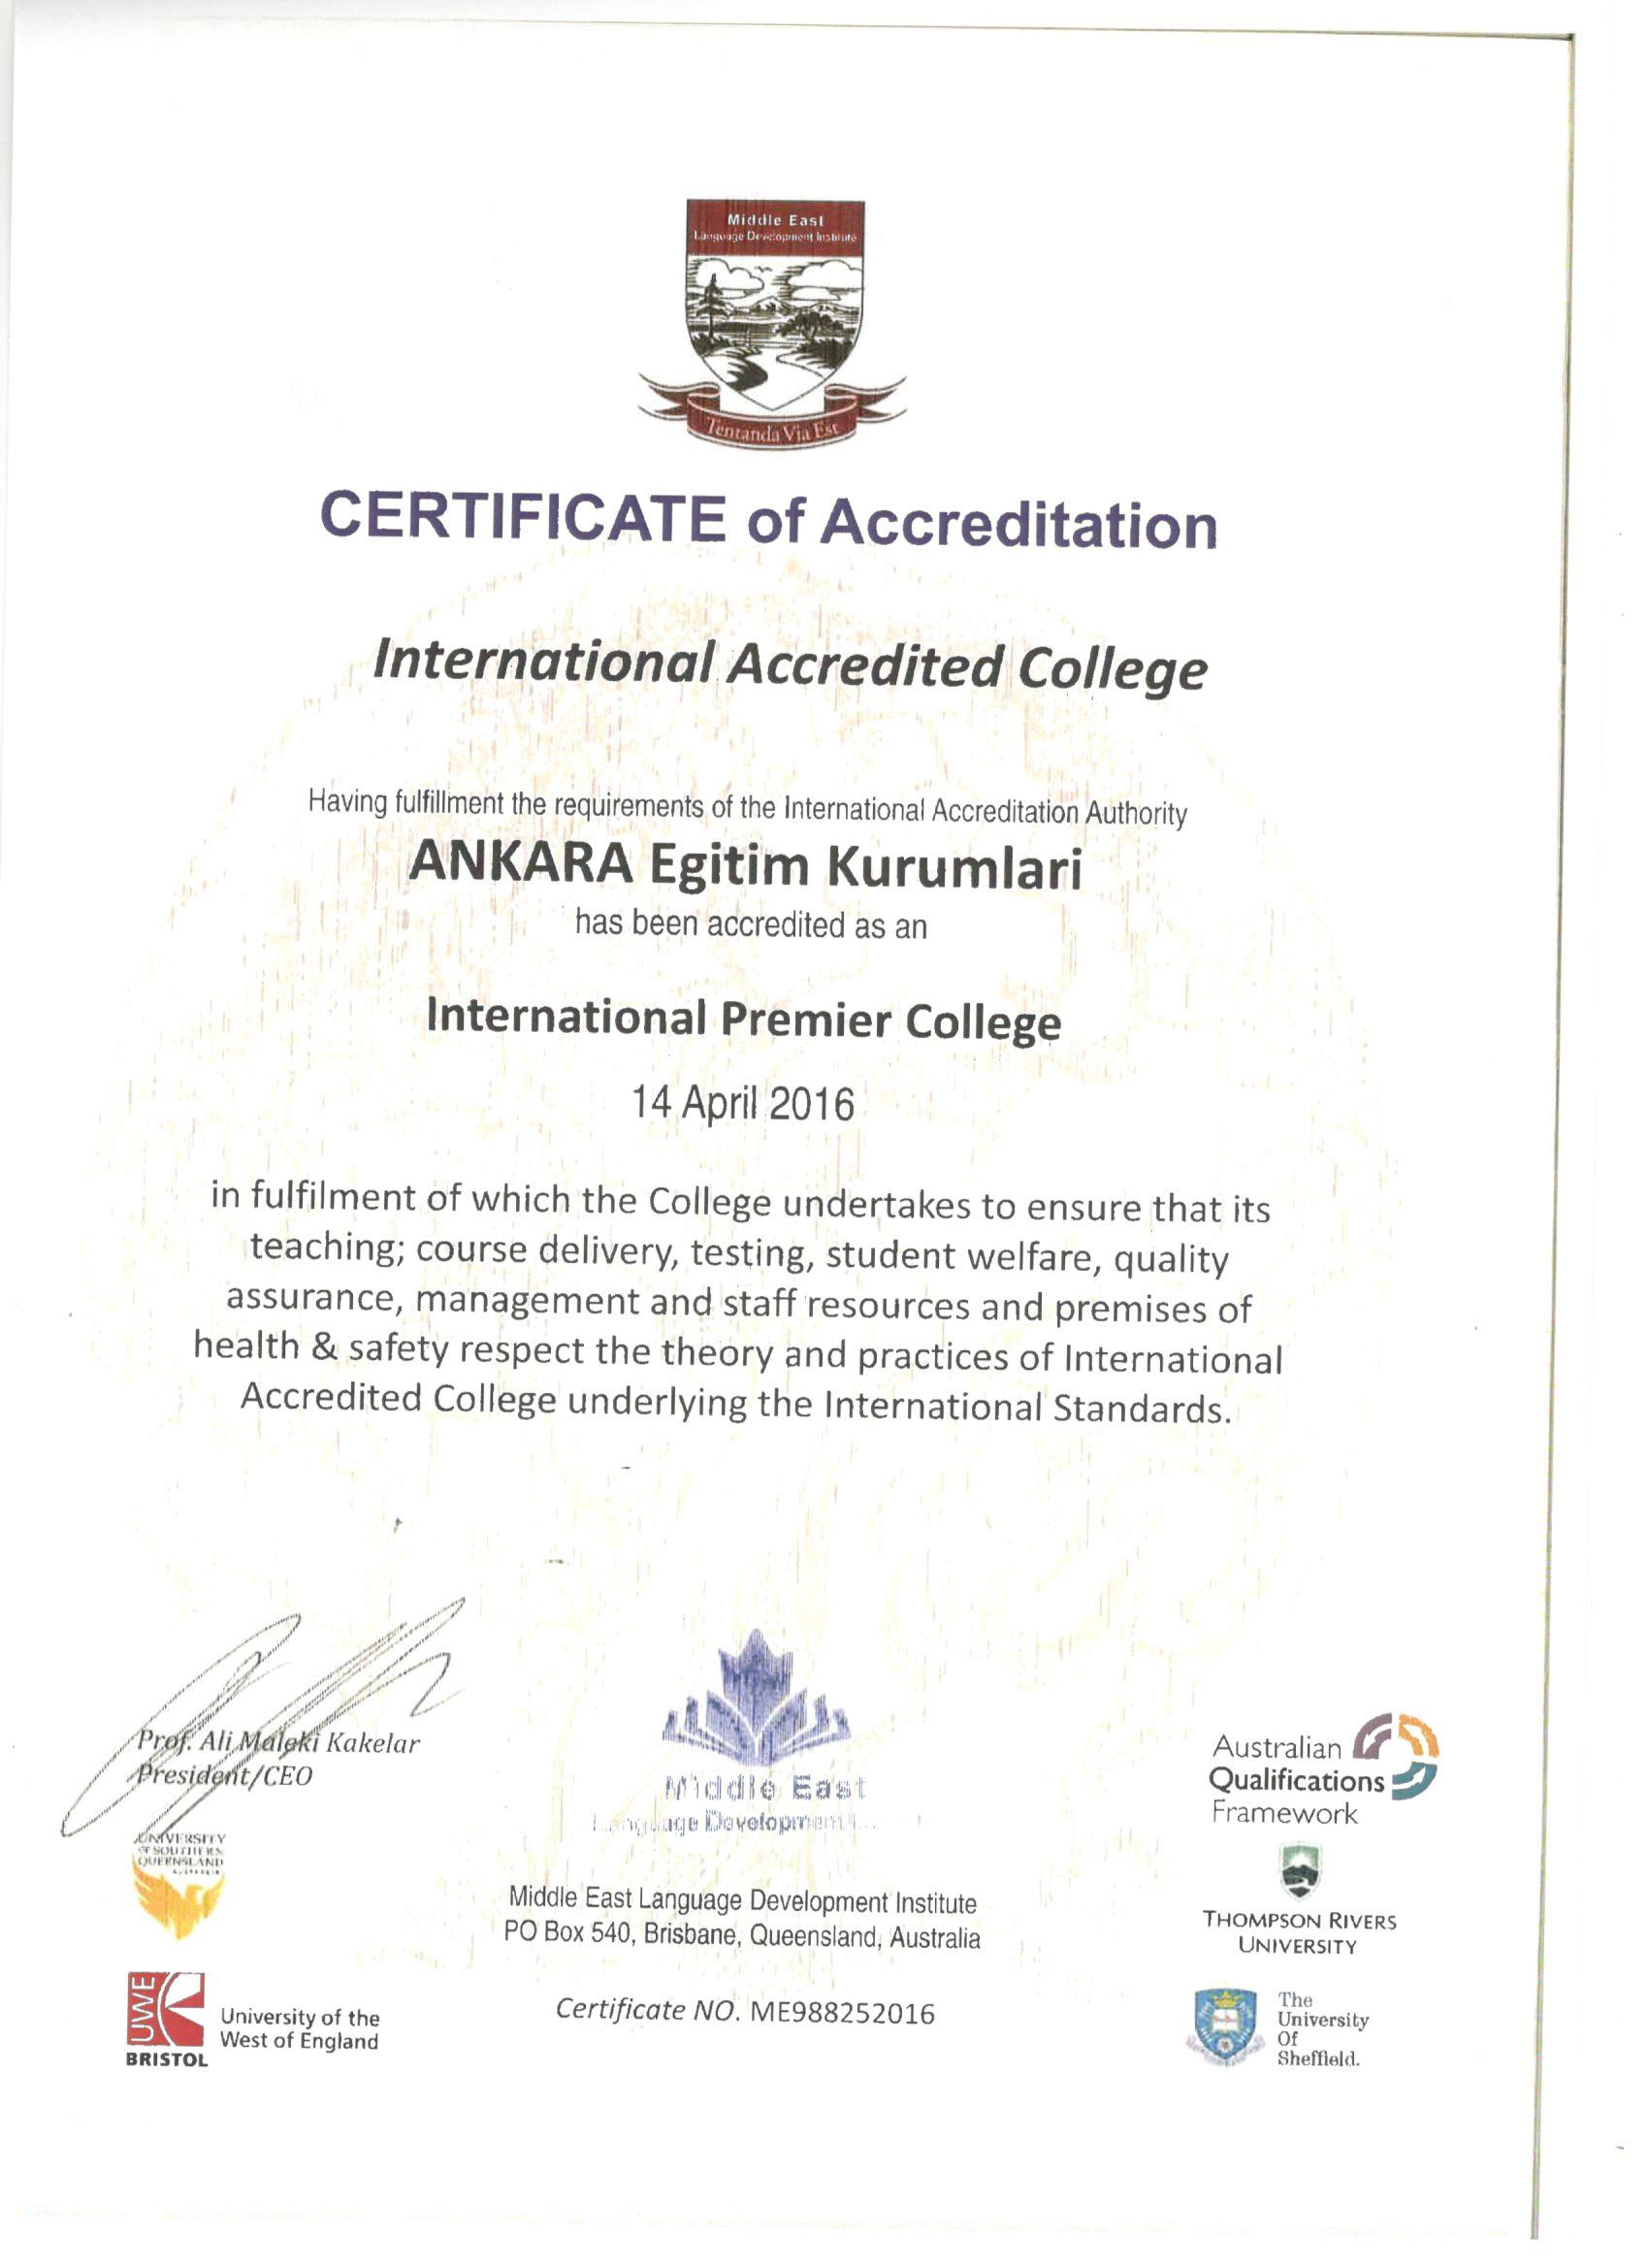 Middle East
Language Development Institute
Tentanda Via Est
CERTIFICATE of Accreditation
International Accredited College
Having fulfillment the requirements of the International Accreditation Authority
ANKARA Egitim Kurumlari
has been accredited as an
International Premier College
14 April 2016
in fulfilment of which the College undertakes to ensure that its
teaching; course delivery, testing, student welfare, quality
assurance, management and staff resources and premises of
health & safety respect the theory and practices of International
Accredited College underlying the International Standards.
Prof. Ali Maleki Kakelar
President/CEO
UNIVERSITY
OF SOUTHERN
QUEENSLAND
AUSTRALIA
UWE
BRISTOL
University of the
West of England
Middle East
Language Development
Middle East Language Development Institute
PO Box 540, Brisbane, Queensland, Australia
Certificate NO. ME988252016
Australian
Qualifications
Framework
THOMPSON RIVERS
UNIVERSITY
The
University
Of
Sheffield.